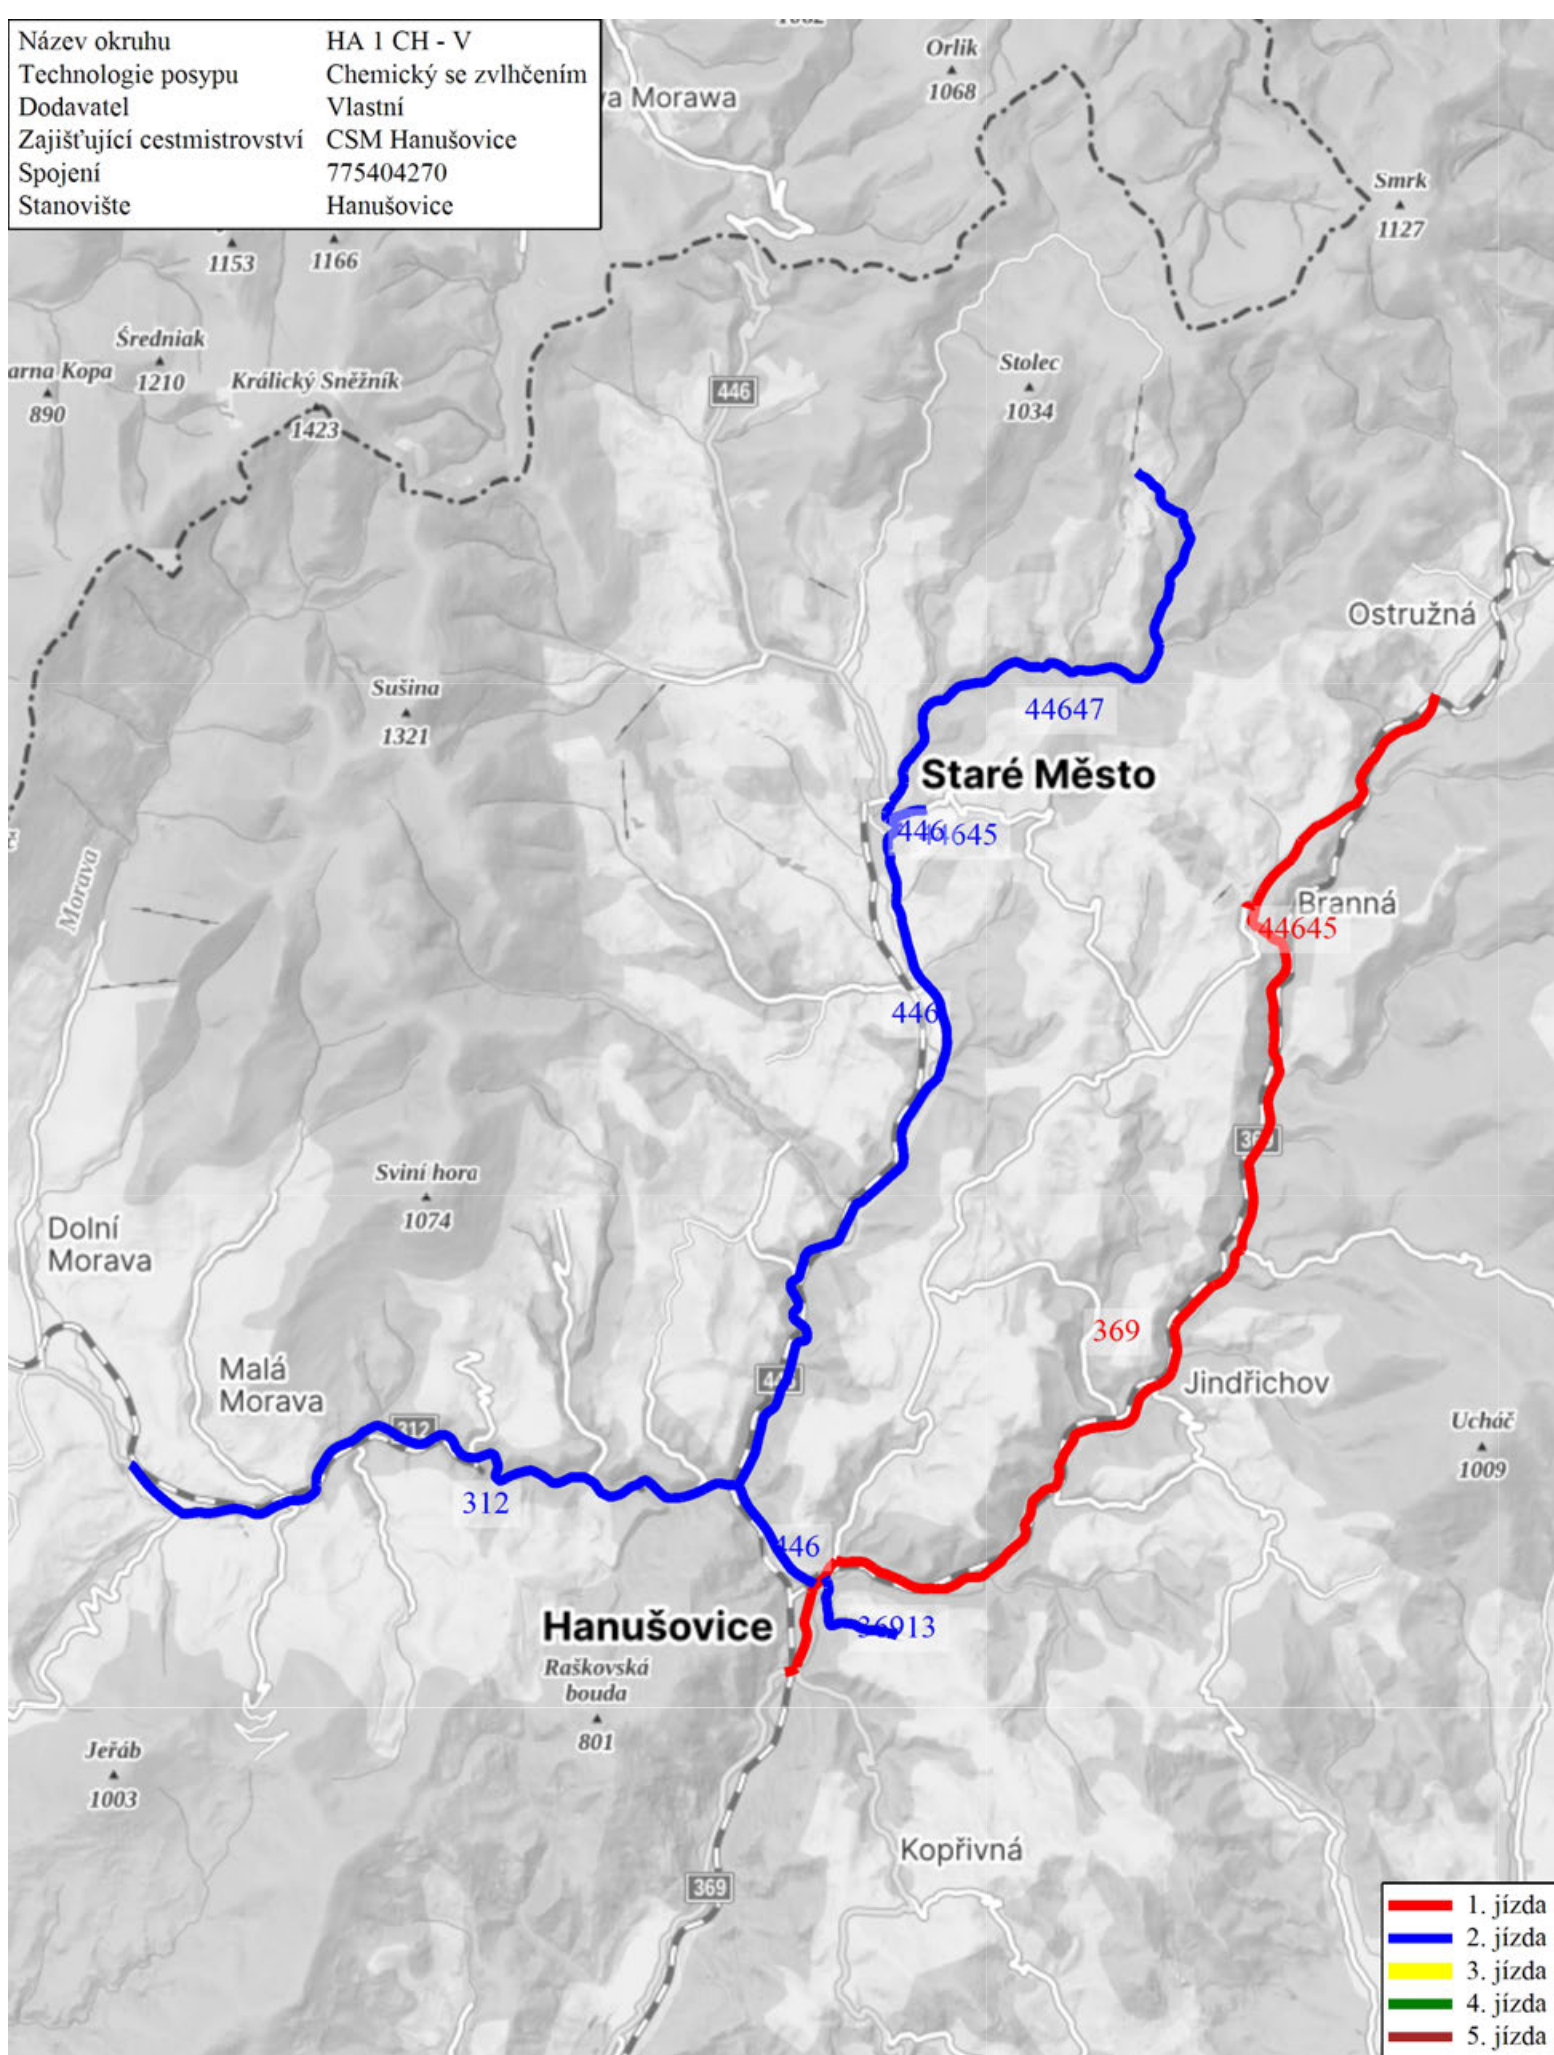 Název okruhu HA 1 CH - V
Technologie posypu Chemický se zvlhčením
Dodavatel Vlastní
Zajišťující cestmistrovství CSM Hanušovice
Spojení 775404270
Stanoviště Hanušovice
Morawa
Orlik
1068
Smrk
1127
1153
1166
Średniak
1210
Kopa
890
Králický Sněžník
1423
446
Stolec
1034
Ostružná
Sušina
1321
44647
Staré Město
446
44645
Morava
Branná
44645
446
Sviní hora
1074
Dolní
Morava
369
Malá
Morava
Jindřichov
312
Ucháč
1009
312
446
Hanušovice
36913
Raškovská
bouda
801
Jeřáb
1003
Kopřivná
369
1. jízda
2. jízda
3. jízda
4. jízda
5. jízda